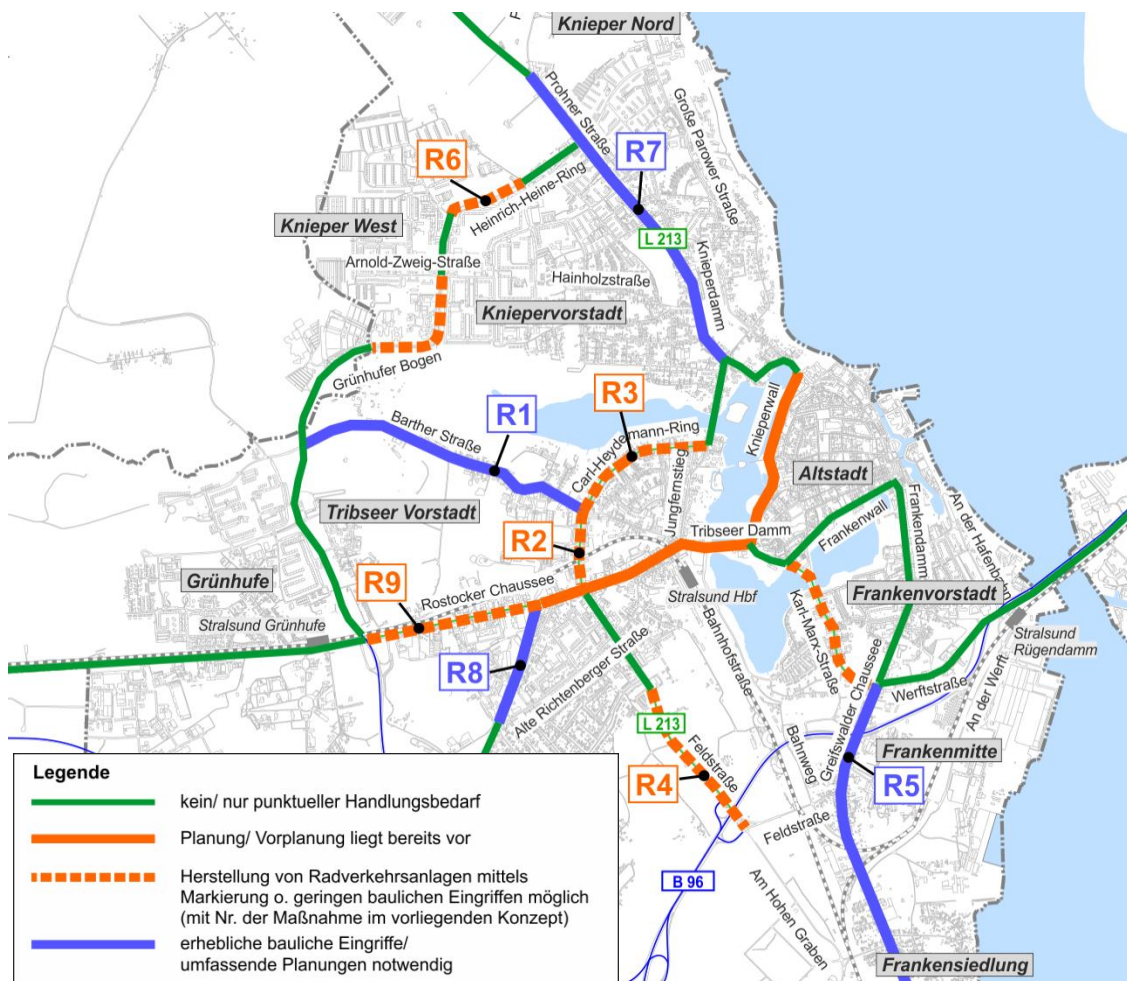 Knieper Nord
Prohner Straße
Große Parower Straße
R6
R7
Heinrich-Heine-Ring
Knieper West
L 213
Arnold-Zweig-Straße
Hainholzstraße
Knieperdamm
Kniepervorstadt
Grünhufer Bogen
R3
R1
Barther Straße
Carl-Heydemann-Ring
Knieperwall
Jungfernstieg
Altstadt
Tribseer Vorstadt
Tribseer Damm
R2
Frankenwall
Frankendamm
An der Hafenbahn
Grünhufe
R9
Rostocker Chaussee
Stralsund Hbf
Frankenvorstadt
Stralsund Grünhufe
Karl-Marx-Straße
Stralsund
Rügendamm
Bahnhofstraße
R8
Alte Richtenberger Straße
Werftstraße
An der Werft
L 213
Greifswalder Chaussee
Feldstraße
Bahnweg
Frankenmitte
R4
R5
Feldstraße
B 96
Am Hohen Graben
Frankensiedlung
Legende
kein/ nur punktueller Handlungsbedarf
Planung/ Vorplanung liegt bereits vor
Herstellung von Radverkehrsanlagen mittels
Markierung o. geringen baulichen Eingriffen möglich
(mit Nr. der Maßnahme im vorliegenden Konzept)
erhebliche bauliche Eingriffe/
umfassende Planungen notwendig